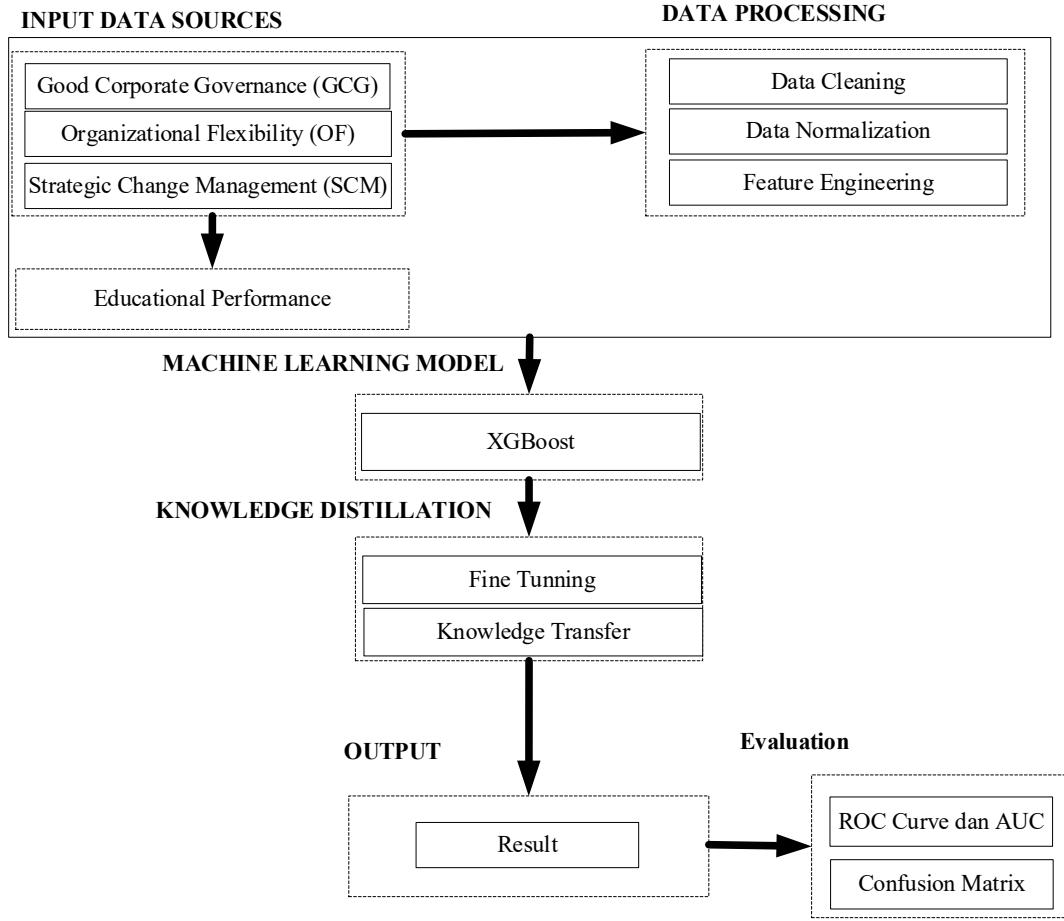 INPUT DATA SOURCES
DATA PROCESSING
Good Corporate Governance (GCG)
Organizational Flexibility (OF)
Strategic Change Management (SCM)
Data Cleaning
Data Normalization
Feature Engineering
Educational Performance
MACHINE LEARNING MODEL
XGBoost
KNOWLEDGE DISTILLATION
Fine Tunning
Knowledge Transfer
OUTPUT
Evaluation
Result
ROC Curve dan AUC
Confusion Matrix